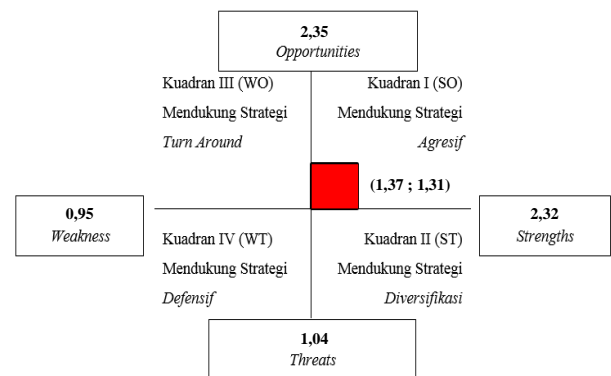 2,35
Opportunities
Kuadran III (WO)
Mendukung Strategi
Turn Around
Kuadran I (SO)
Mendukung Strategi
Agresif
(1,37 ; 1,31)
0,95
Weakness
2,32
Strengths
Kuadran IV (WT)
Mendukung Strategi
Defensif
Kuadran II (ST)
Mendukung Strategi
Diversifikasi
1,04
Threats